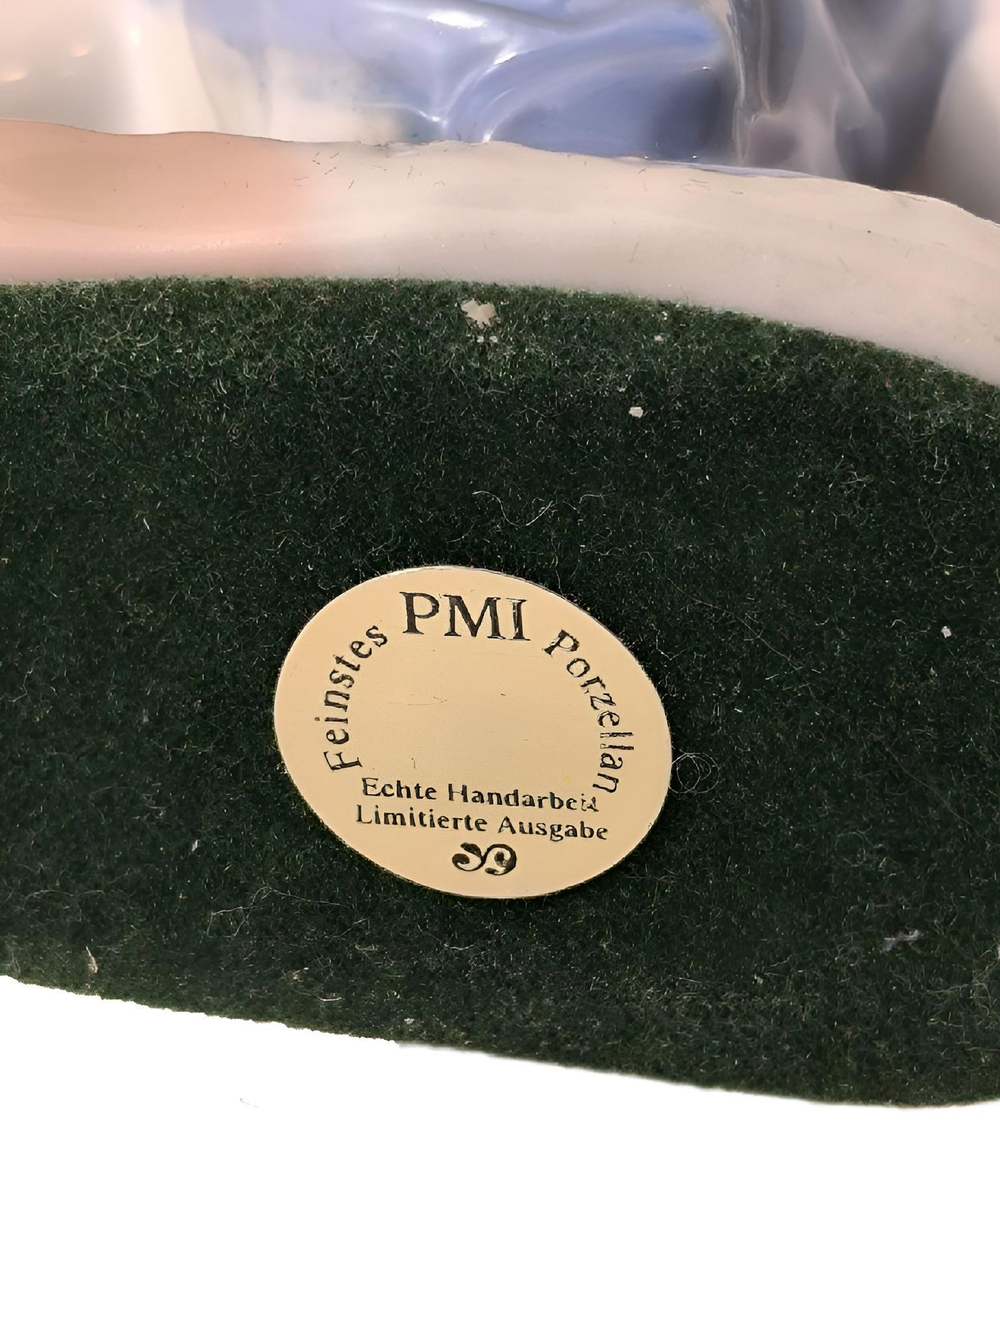 PMI
Feinstes Porzellan
Echte Handarbeit
Limitierte Ausgabe